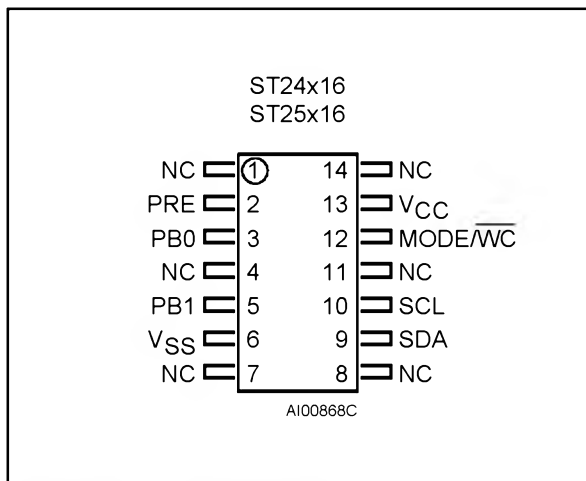 ST24x16
ST25x16
NC 1 14 NC
PRE 2 13 VCC
PB0 3 12 MODE/W̅C̅
NC 4 11 NC
PB1 5 10 SCL
VSS 6 9 SDA
NC 7 8 NC
AI00868C